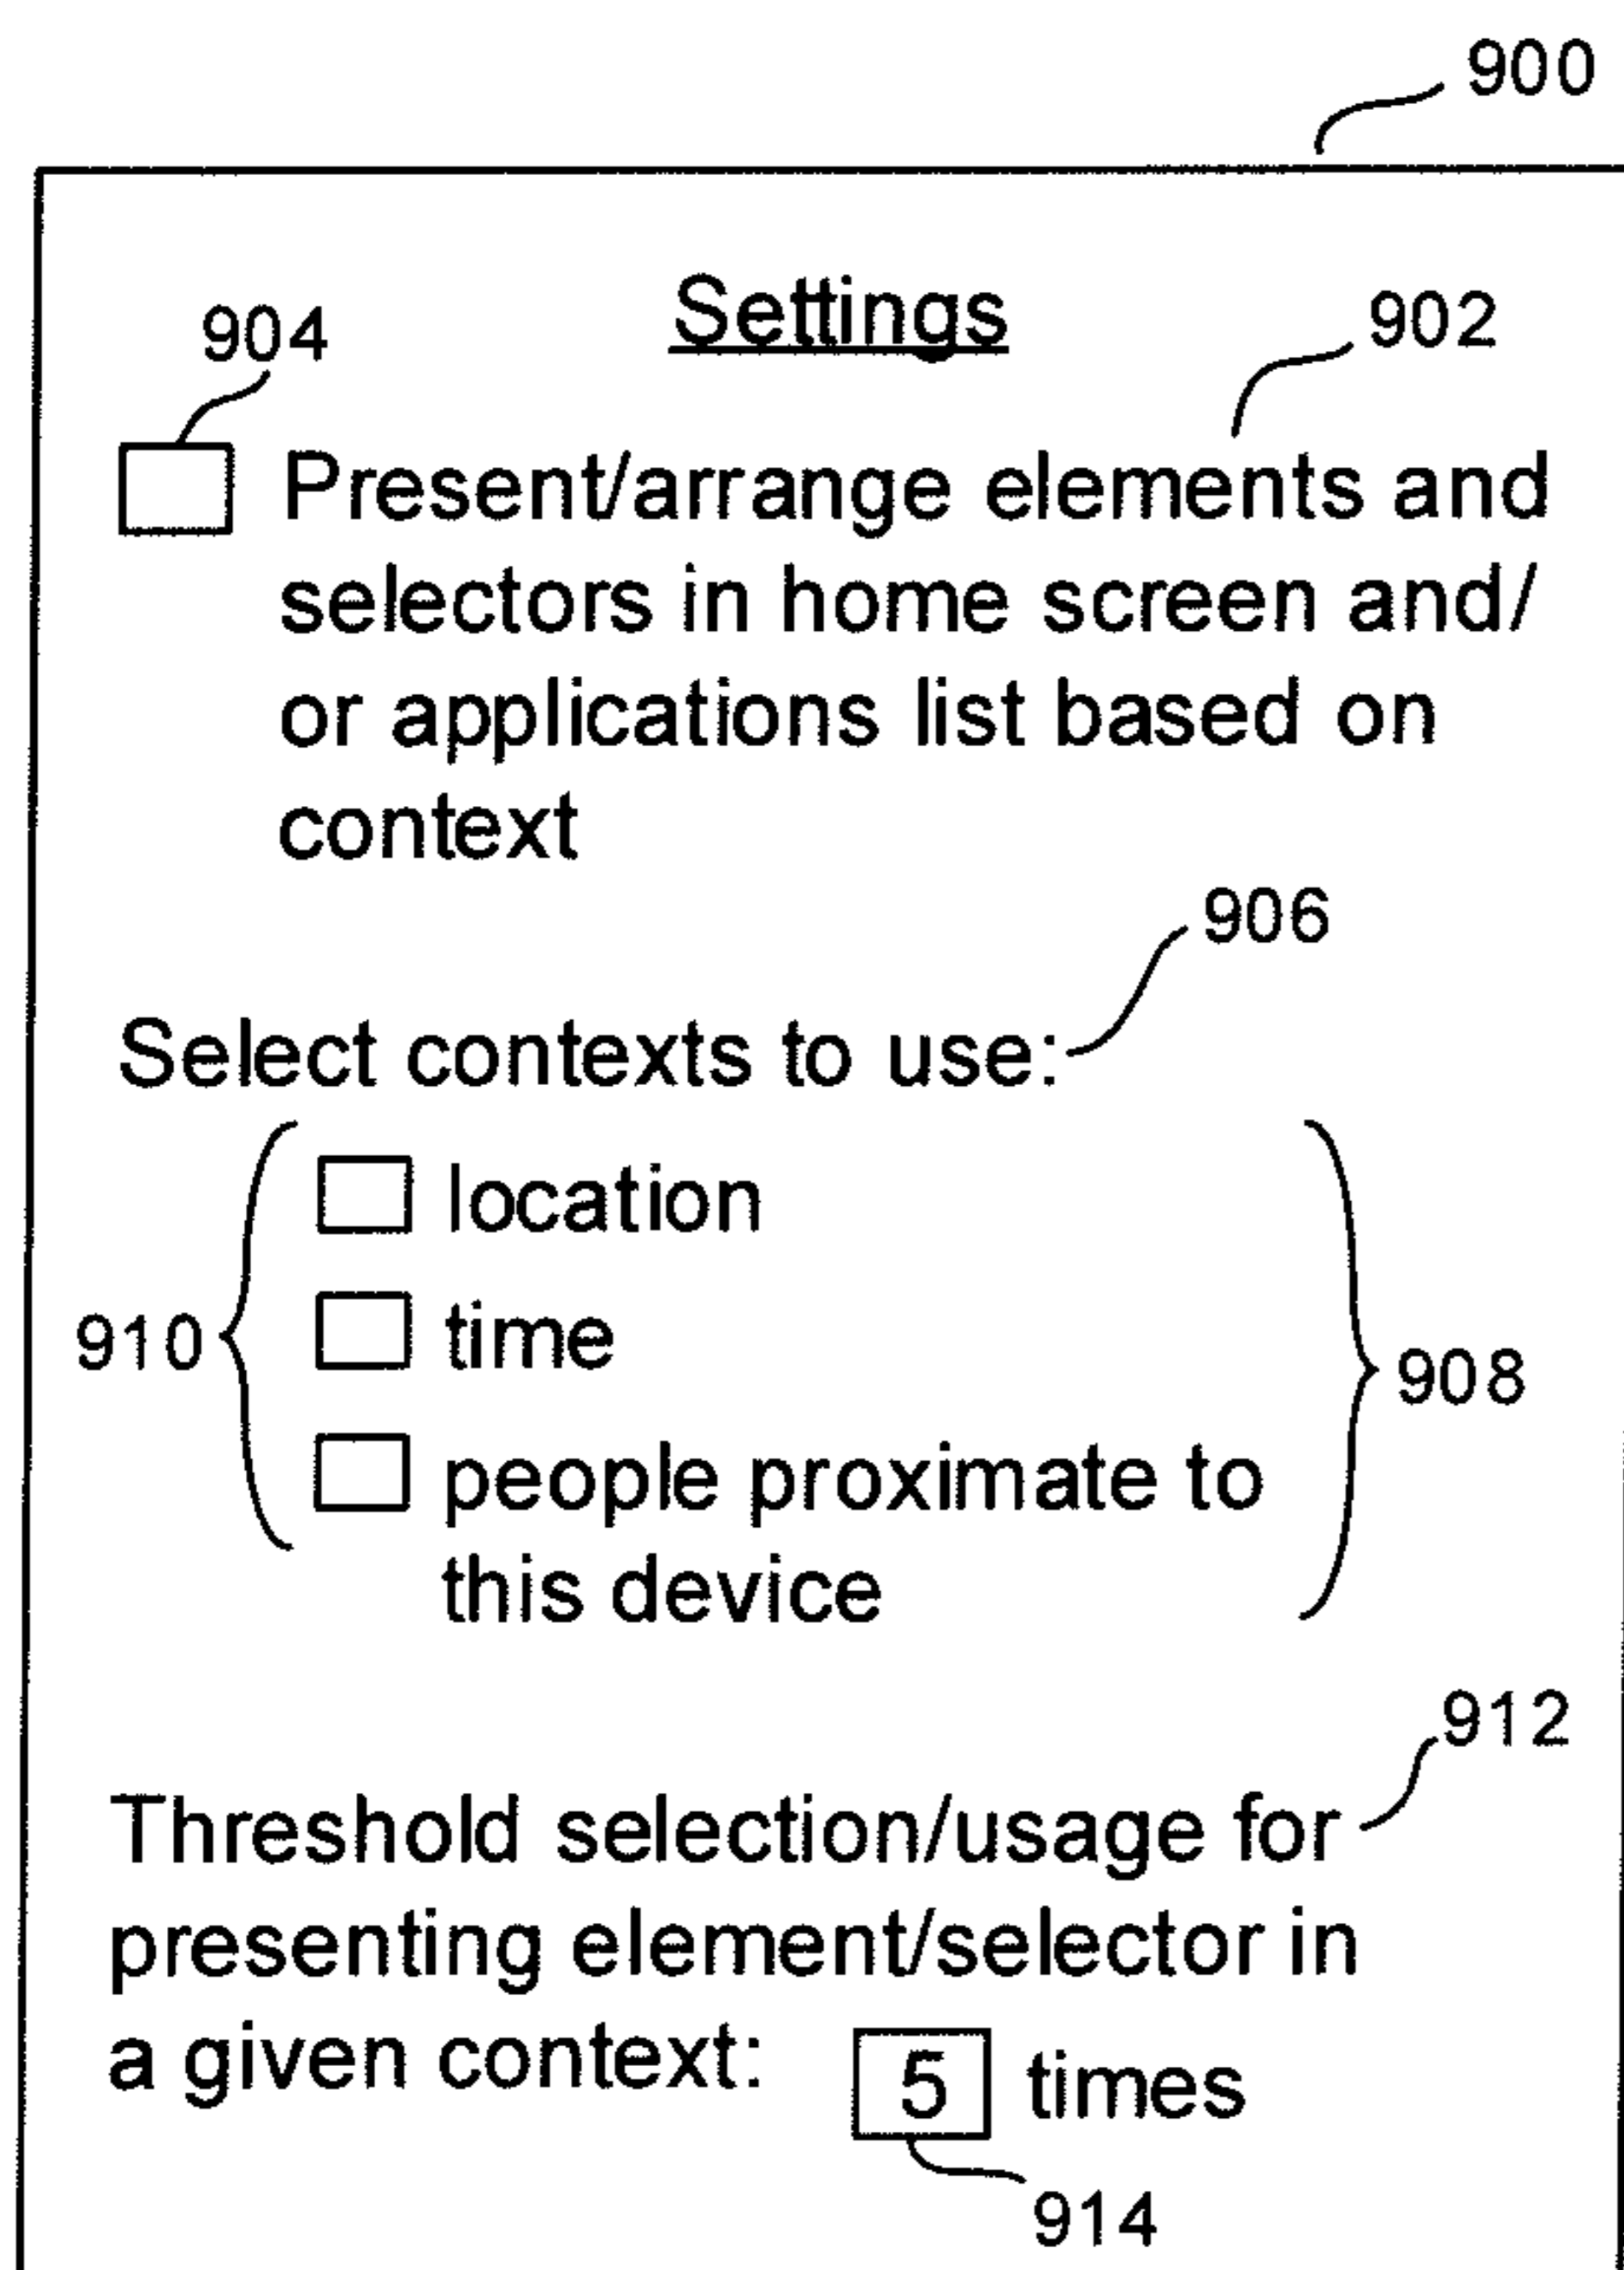 900
Settings
904
902
Present/arrange elements and
selectors in home screen and/
or applications list based on
context
906
Select contexts to use:
location
time
910
908
people proximate to
this device
912
Threshold selection/usage for
presenting element/selector in
a given context: 5 times
914